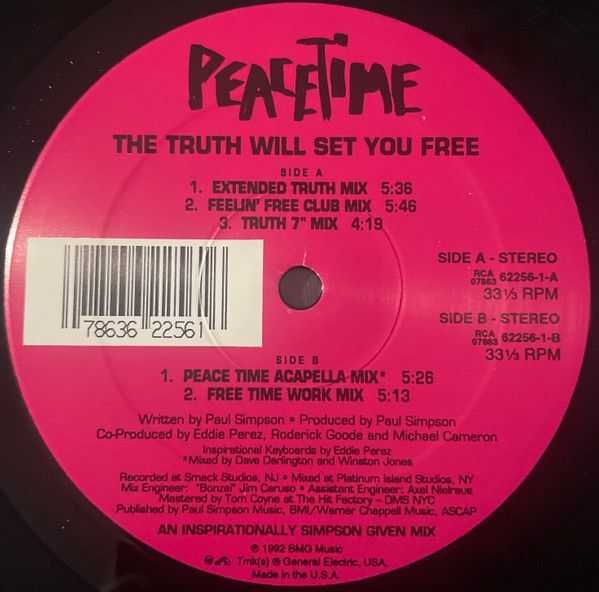 PEACETIME
THE TRUTH WILL SET YOU FREE
SIDE A
1. EXTENDED TRUTH MIX 5:36
2. FEELIN' FREE CLUB MIX 5:46
3. TRUTH 7" MIX 4:19
SIDE A - STEREO
RCA
07863 62256-1-A
33 1/3 RPM
SIDE B - STEREO
RCA
07863 62256-1-B
33 1/3 RPM
78636 22561
SIDE B
1. PEACE TIME ACAPELLA MIX* 5:26
2. FREE TIME WORK MIX 5:13
Written by Paul Simpson • Produced by Paul Simpson
Co-Produced by Eddie Perez, Roderick Goode and Michael Cameron
Inspirational Keyboards by Eddie Perez
*Mixed by Dave Darlington and Winston Jones
Recorded at Smack Studios, NJ • Mixed at Platinum Island Studios, NY
Mix Engineer: "Bonzai" Jim Caruso • Assistant Engineer: Axel Nielreus
Mastered by Tom Coyne at The Hit Factory – DMS NYC
Published by Paul Simpson Music, BMI/Warner Chappell Music, ASCAP
AN INSPIRATIONALLY SIMPSON GIVEN MIX
℗ 1992 BMG Music
Tmk(s) ® General Electric, USA.
Made in the U.S.A.